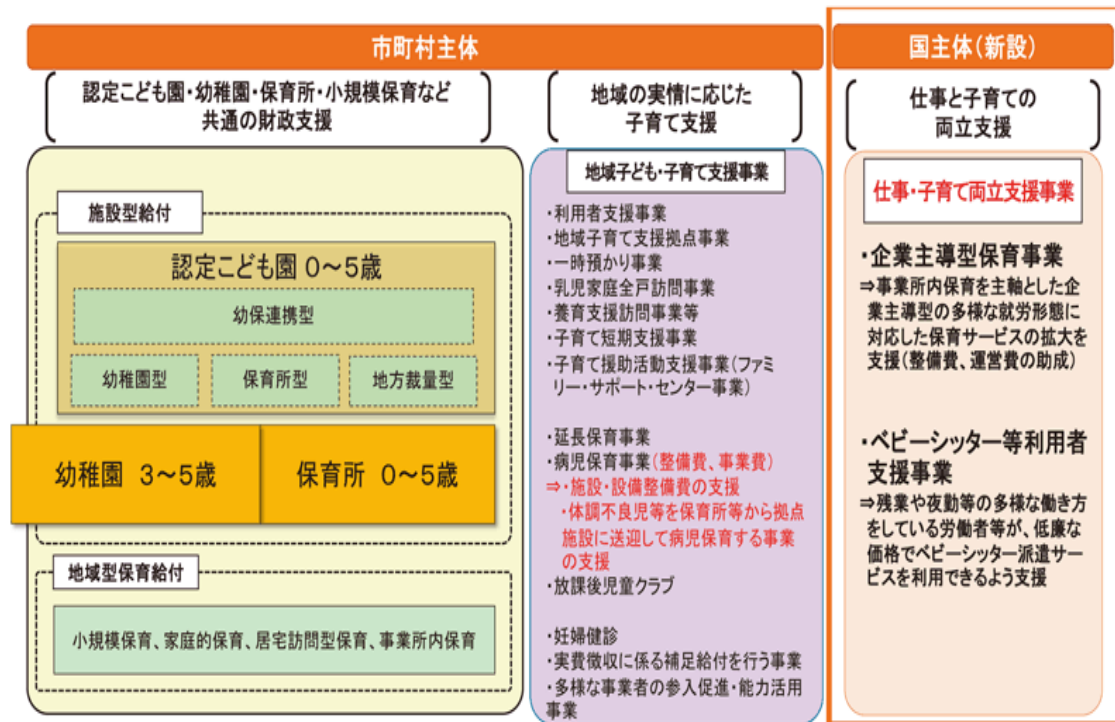 市町村主体
認定こども園・幼稚園・保育所・小規模保育など
共通の財政支援
施設型給付
認定こども園 0～5歳
幼保連携型
幼稚園型
保育所型
地方裁量型
幼稚園 3～5歳
保育所 0～5歳
地域型保育給付
小規模保育、家庭的保育、居宅訪問型保育、事業所内保育
地域の実情に応じた
子育て支援
地域子ども・子育て支援事業
・利用者支援事業
・地域子育て支援拠点事業
・一時預かり事業
・乳児家庭全戸訪問事業
・養育支援訪問事業等
・子育て短期支援事業
・子育て援助活動支援事業(ファミ
リー・サポート・センター事業)
・延長保育事業
・病児保育事業(整備費、事業費)
⇒・施設・設備整備費の支援
・体調不良児等を保育所等から拠点
施設に送迎して病児保育する事業
の支援
・放課後児童クラブ
・妊婦健診
・実費徴収に係る補足給付を行う事業
・多様な事業者の参入促進・能力活用
事業
国主体(新設)
仕事と子育ての
両立支援
仕事・子育て両立支援事業
・企業主導型保育事業
⇒事業所内保育を主軸とした企
業主導型の多様な就労形態に
対応した保育サービスの拡大を
支援(整備費、運営費の助成)
・ベビーシッター等利用者
支援事業
⇒残業や夜勤等の多様な働き方
をしている労働者等が、低廉な
価格でベビーシッター派遣サー
ビスを利用できるよう支援